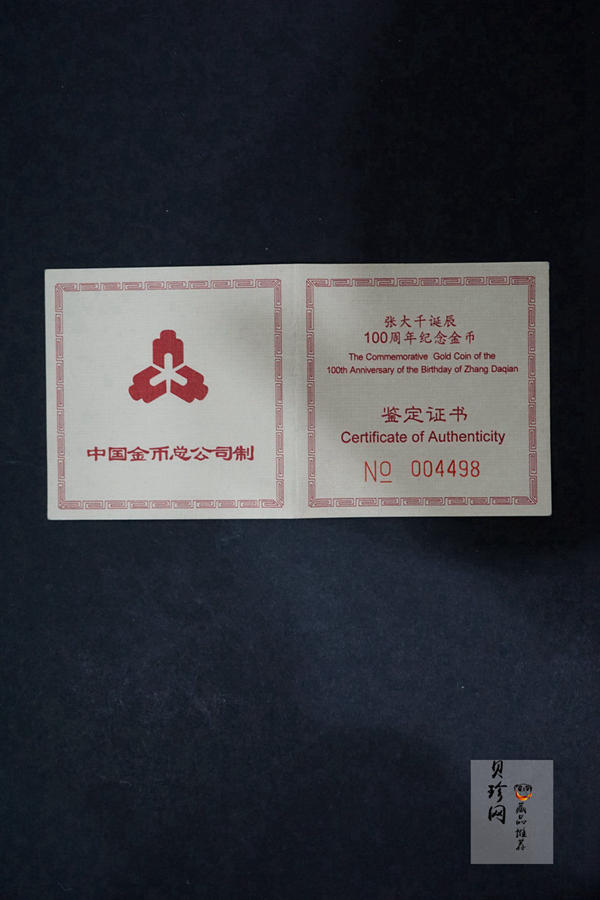 中国金币总公司制
张大千诞辰
100周年纪念金币
The Commemorative Gold Coin of the
100th Anniversary of the Birthday of Zhang Daqian
鉴定证书
Certificate of Authenticity
No 004498
贝珍网
藏品推荐